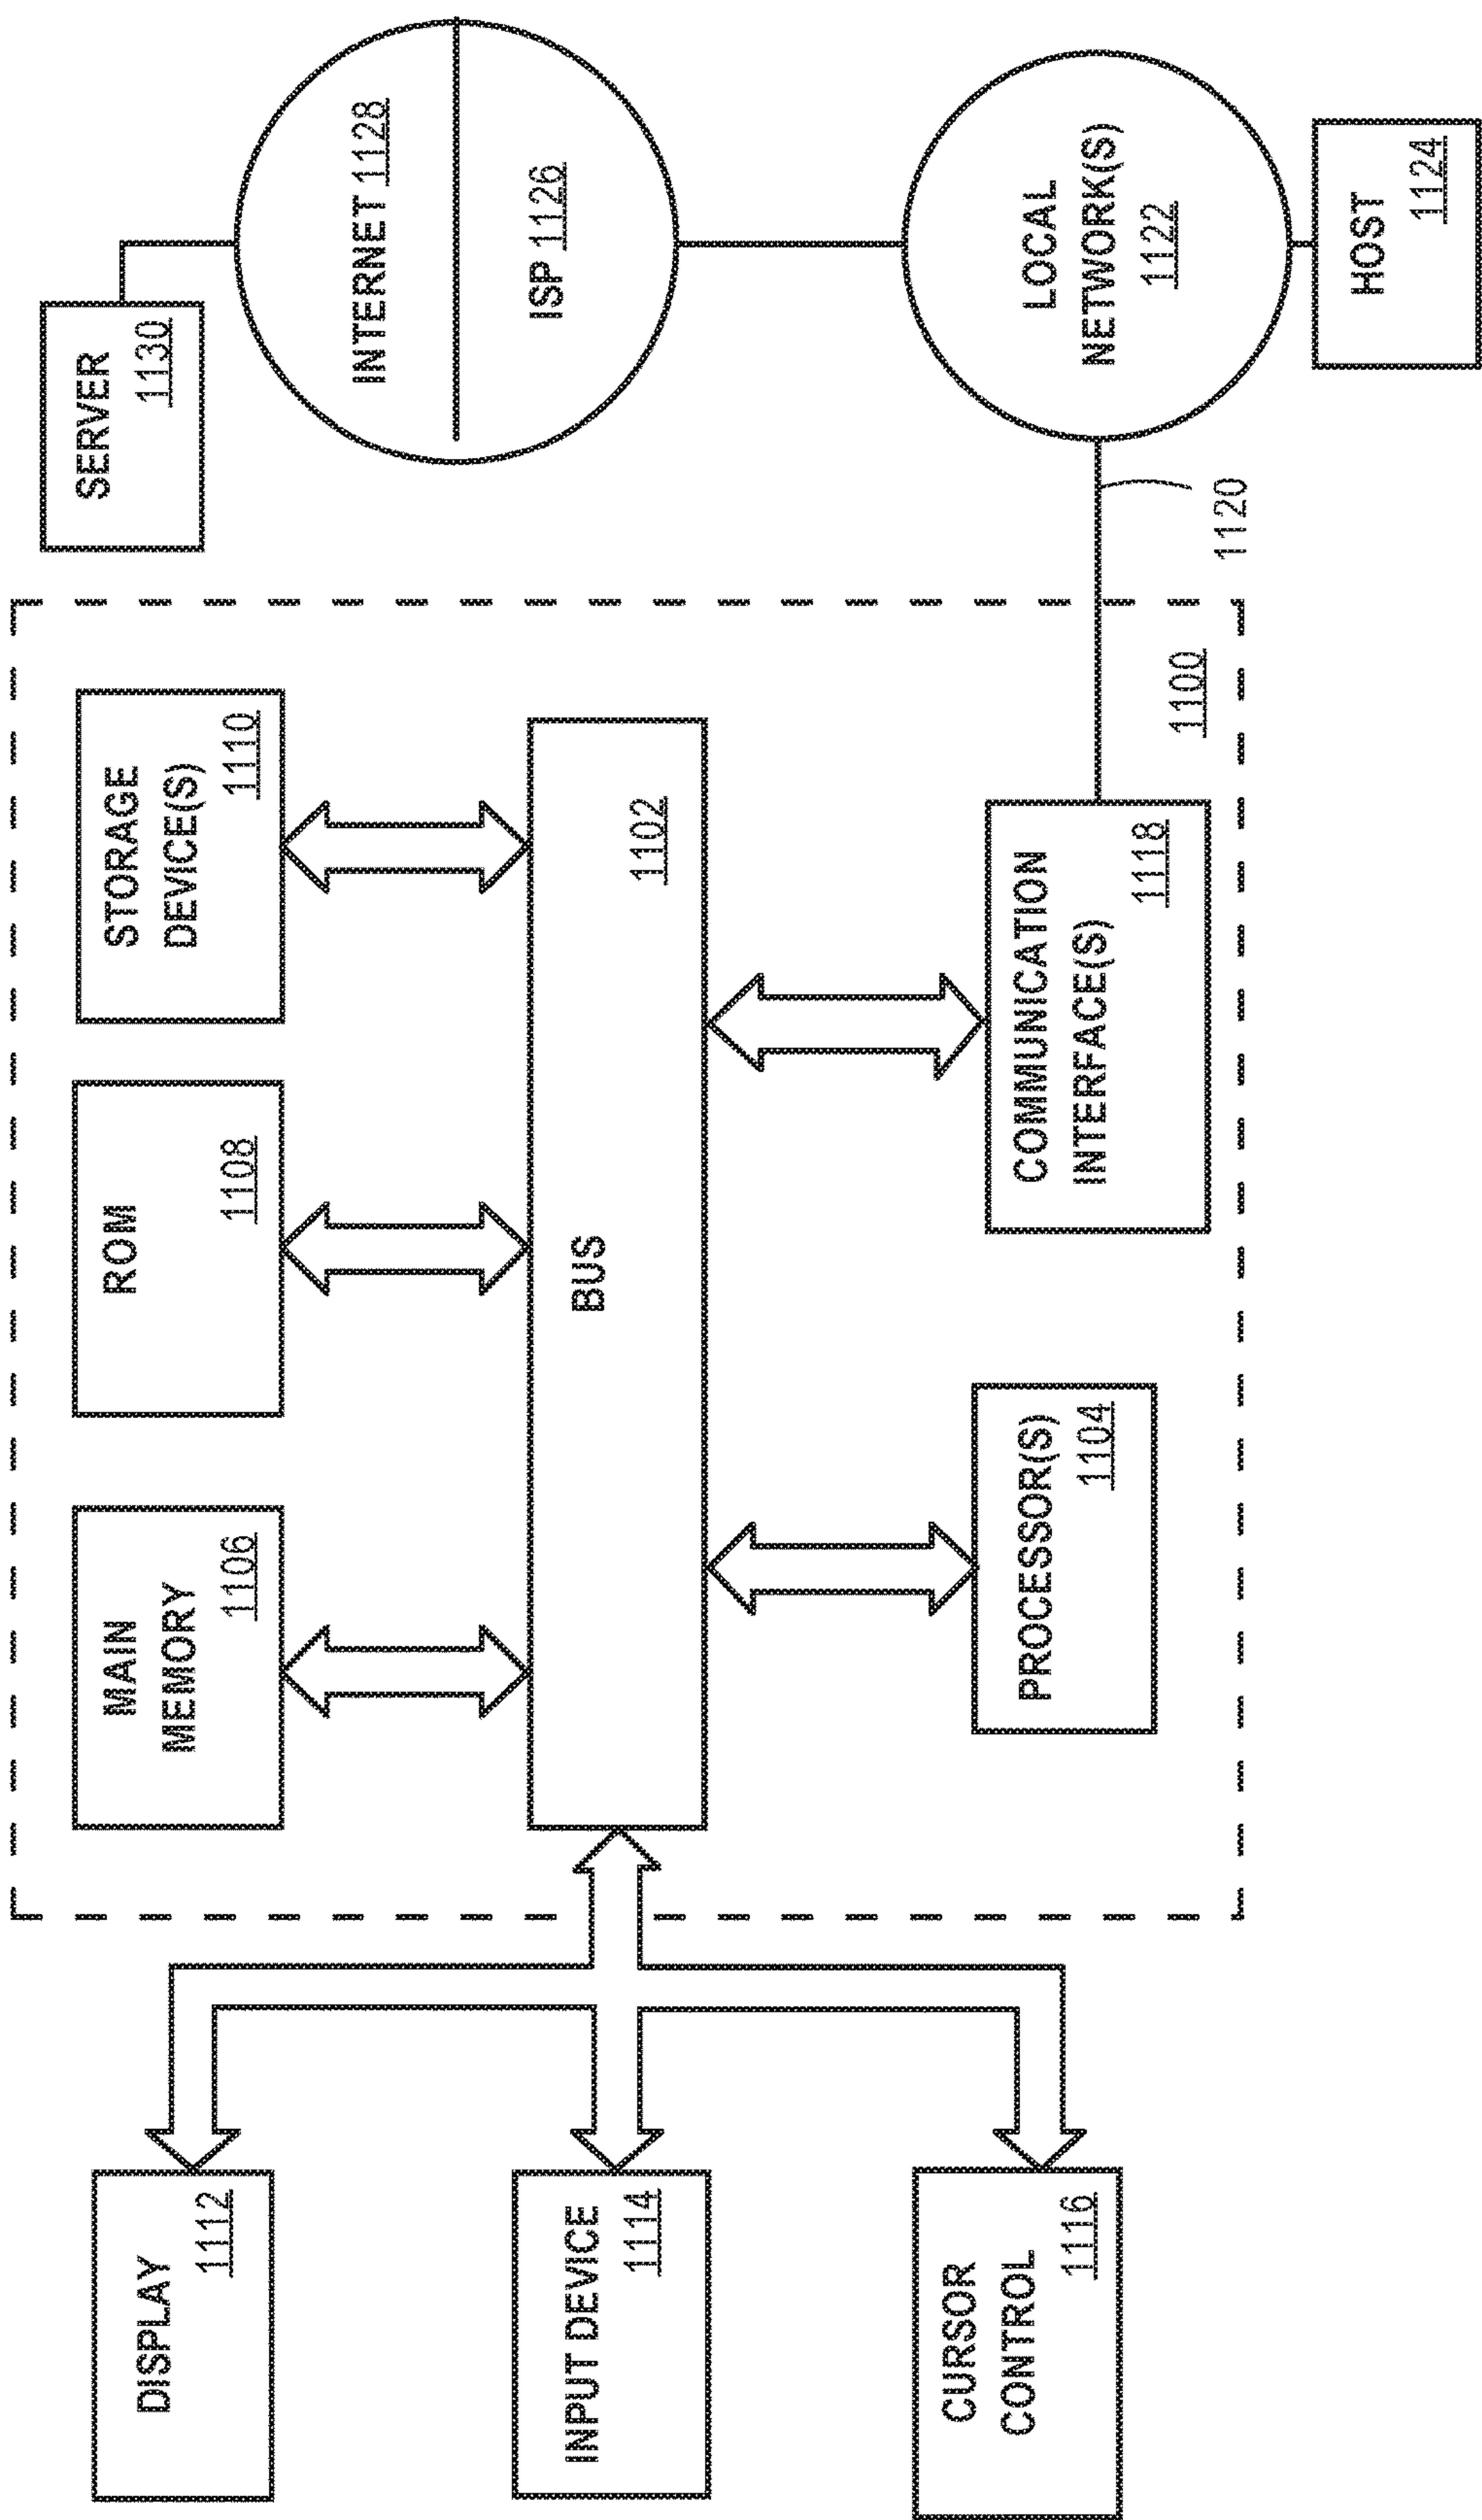 DISPLAY
1112
INPUT DEVICE
1114
CURSOR
CONTROL
1116
MAIN
MEMORY
1106
ROM
1108
STORAGE
DEVICE(S)
1110
BUS
1102
PROCESSOR(S)
1104
COMMUNICATION
INTERFACE(S)
1118
1100
1120
SERVER
1130
INTERNET 1128
ISP 1126
LOCAL
NETWORK(S)
1122
HOST
1124